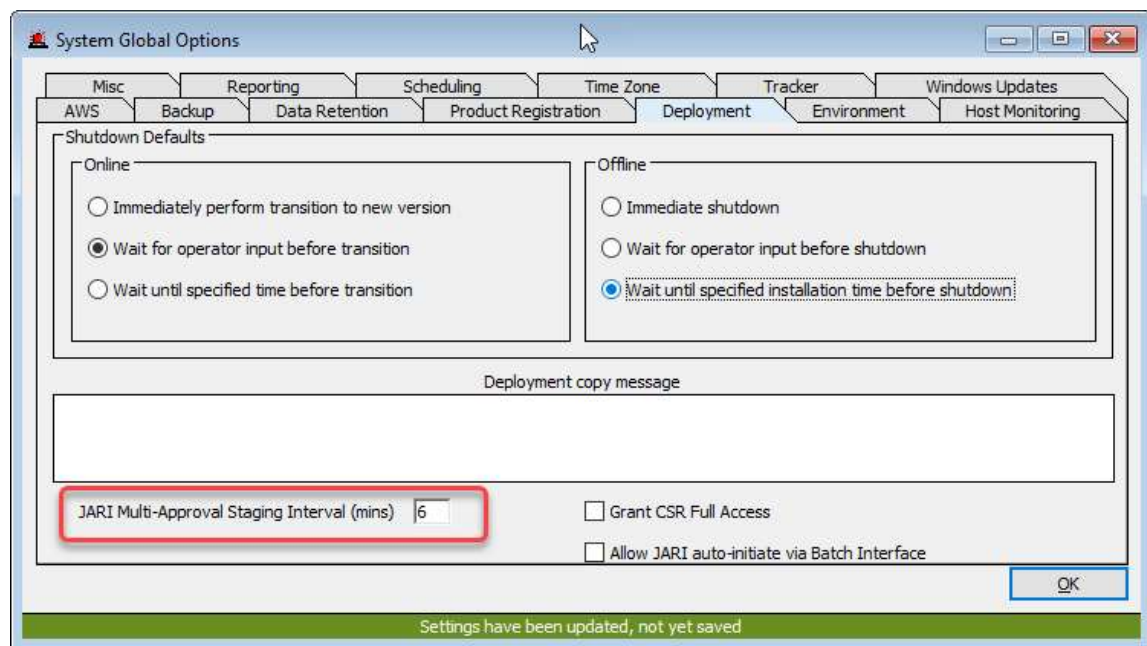 System Global Options
Misc Reporting Scheduling Time Zone Tracker Windows Updates
AWS Backup Data Retention Product Registration Deployment Environment Host Monitoring
Shutdown Defaults
Online
Immediately perform transition to new version
Wait for operator input before transition
Wait until specified time before transition
Offline
Immediate shutdown
Wait for operator input before shutdown
Wait until specified installation time before shutdown
Deployment copy message
JARI Multi-Approval Staging Interval (mins) 6
Grant CSR Full Access
Allow JARI auto-initiate via Batch Interface
OK
Settings have been updated, not yet saved